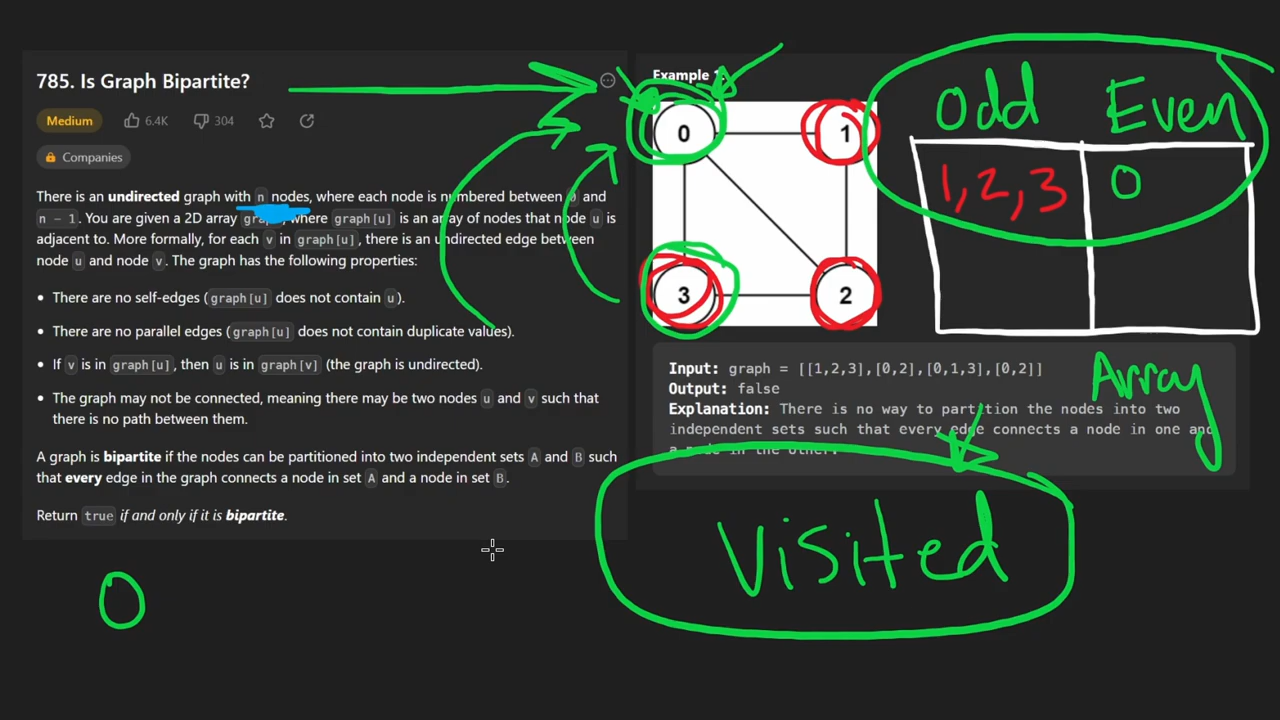 785. Is Graph Bipartite?
Medium 6.4K 304
Companies
There is an undirected graph with n nodes, where each node is numbered between 0 and
n - 1. You are given a 2D array graph, where graph[u] is an array of nodes that node u is
adjacent to. More formally, for each v in graph[u], there is an undirected edge between
node u and node v. The graph has the following properties:
• There are no self-edges (graph[u] does not contain u).
• There are no parallel edges (graph[u] does not contain duplicate values).
• If v is in graph[u], then u is in graph[v] (the graph is undirected).
• The graph may not be connected, meaning there may be two nodes u and v such that
there is no path between them.
A graph is bipartite if the nodes can be partitioned into two independent sets A and B such
that every edge in the graph connects a node in set A and a node in set B.
Return true if and only if it is bipartite.
0
Example 1
0 1
3 2
Odd Even
1,2,3 0
Input: graph = [[1,2,3],[0,2],[0,1,3],[0,2]]
Output: false
Explanation: There is no way to partition the nodes into two
independent sets such that every edge connects a node in one and
a node in the other.
Array
Visited